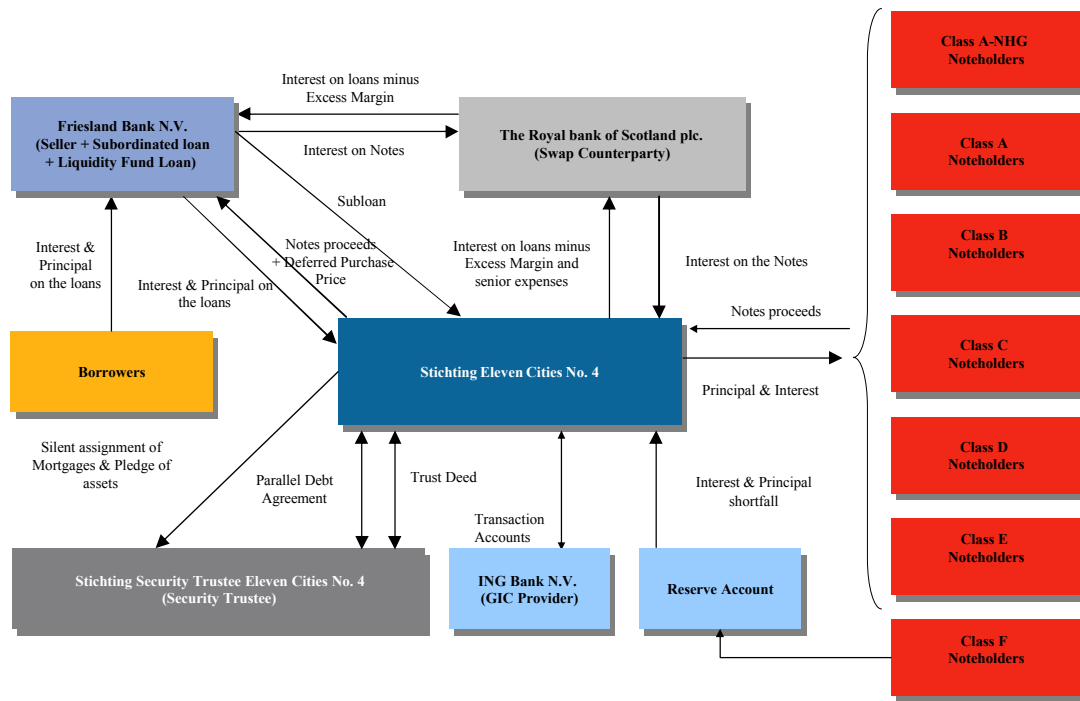 Class A-NHG
Noteholders
Interest on loans minus
Excess Margin
Friesland Bank N.V.
(Seller + Subordinated loan
+ Liquidity Fund Loan)
The Royal bank of Scotland plc.
(Swap Counterparty)
Class A
Noteholders
Interest on Notes
Subloan
Class B
Noteholders
Interest &
Principal
on the loans
Notes proceeds
+ Deferred Purchase
Price
Interest on loans minus
Excess Margin and
senior expenses
Interest on the Notes
Interest & Principal on
the loans
Notes proceeds
Class C
Noteholders
Borrowers
Stichting Eleven Cities No. 4
Principal & Interest
Silent assignment of
Mortgages & Pledge of
assets
Class D
Noteholders
Parallel Debt
Agreement
Trust Deed
Interest & Principal
shortfall
Transaction
Accounts
Class E
Noteholders
Stichting Security Trustee Eleven Cities No. 4
(Security Trustee)
ING Bank N.V.
(GIC Provider)
Reserve Account
Class F
Noteholders